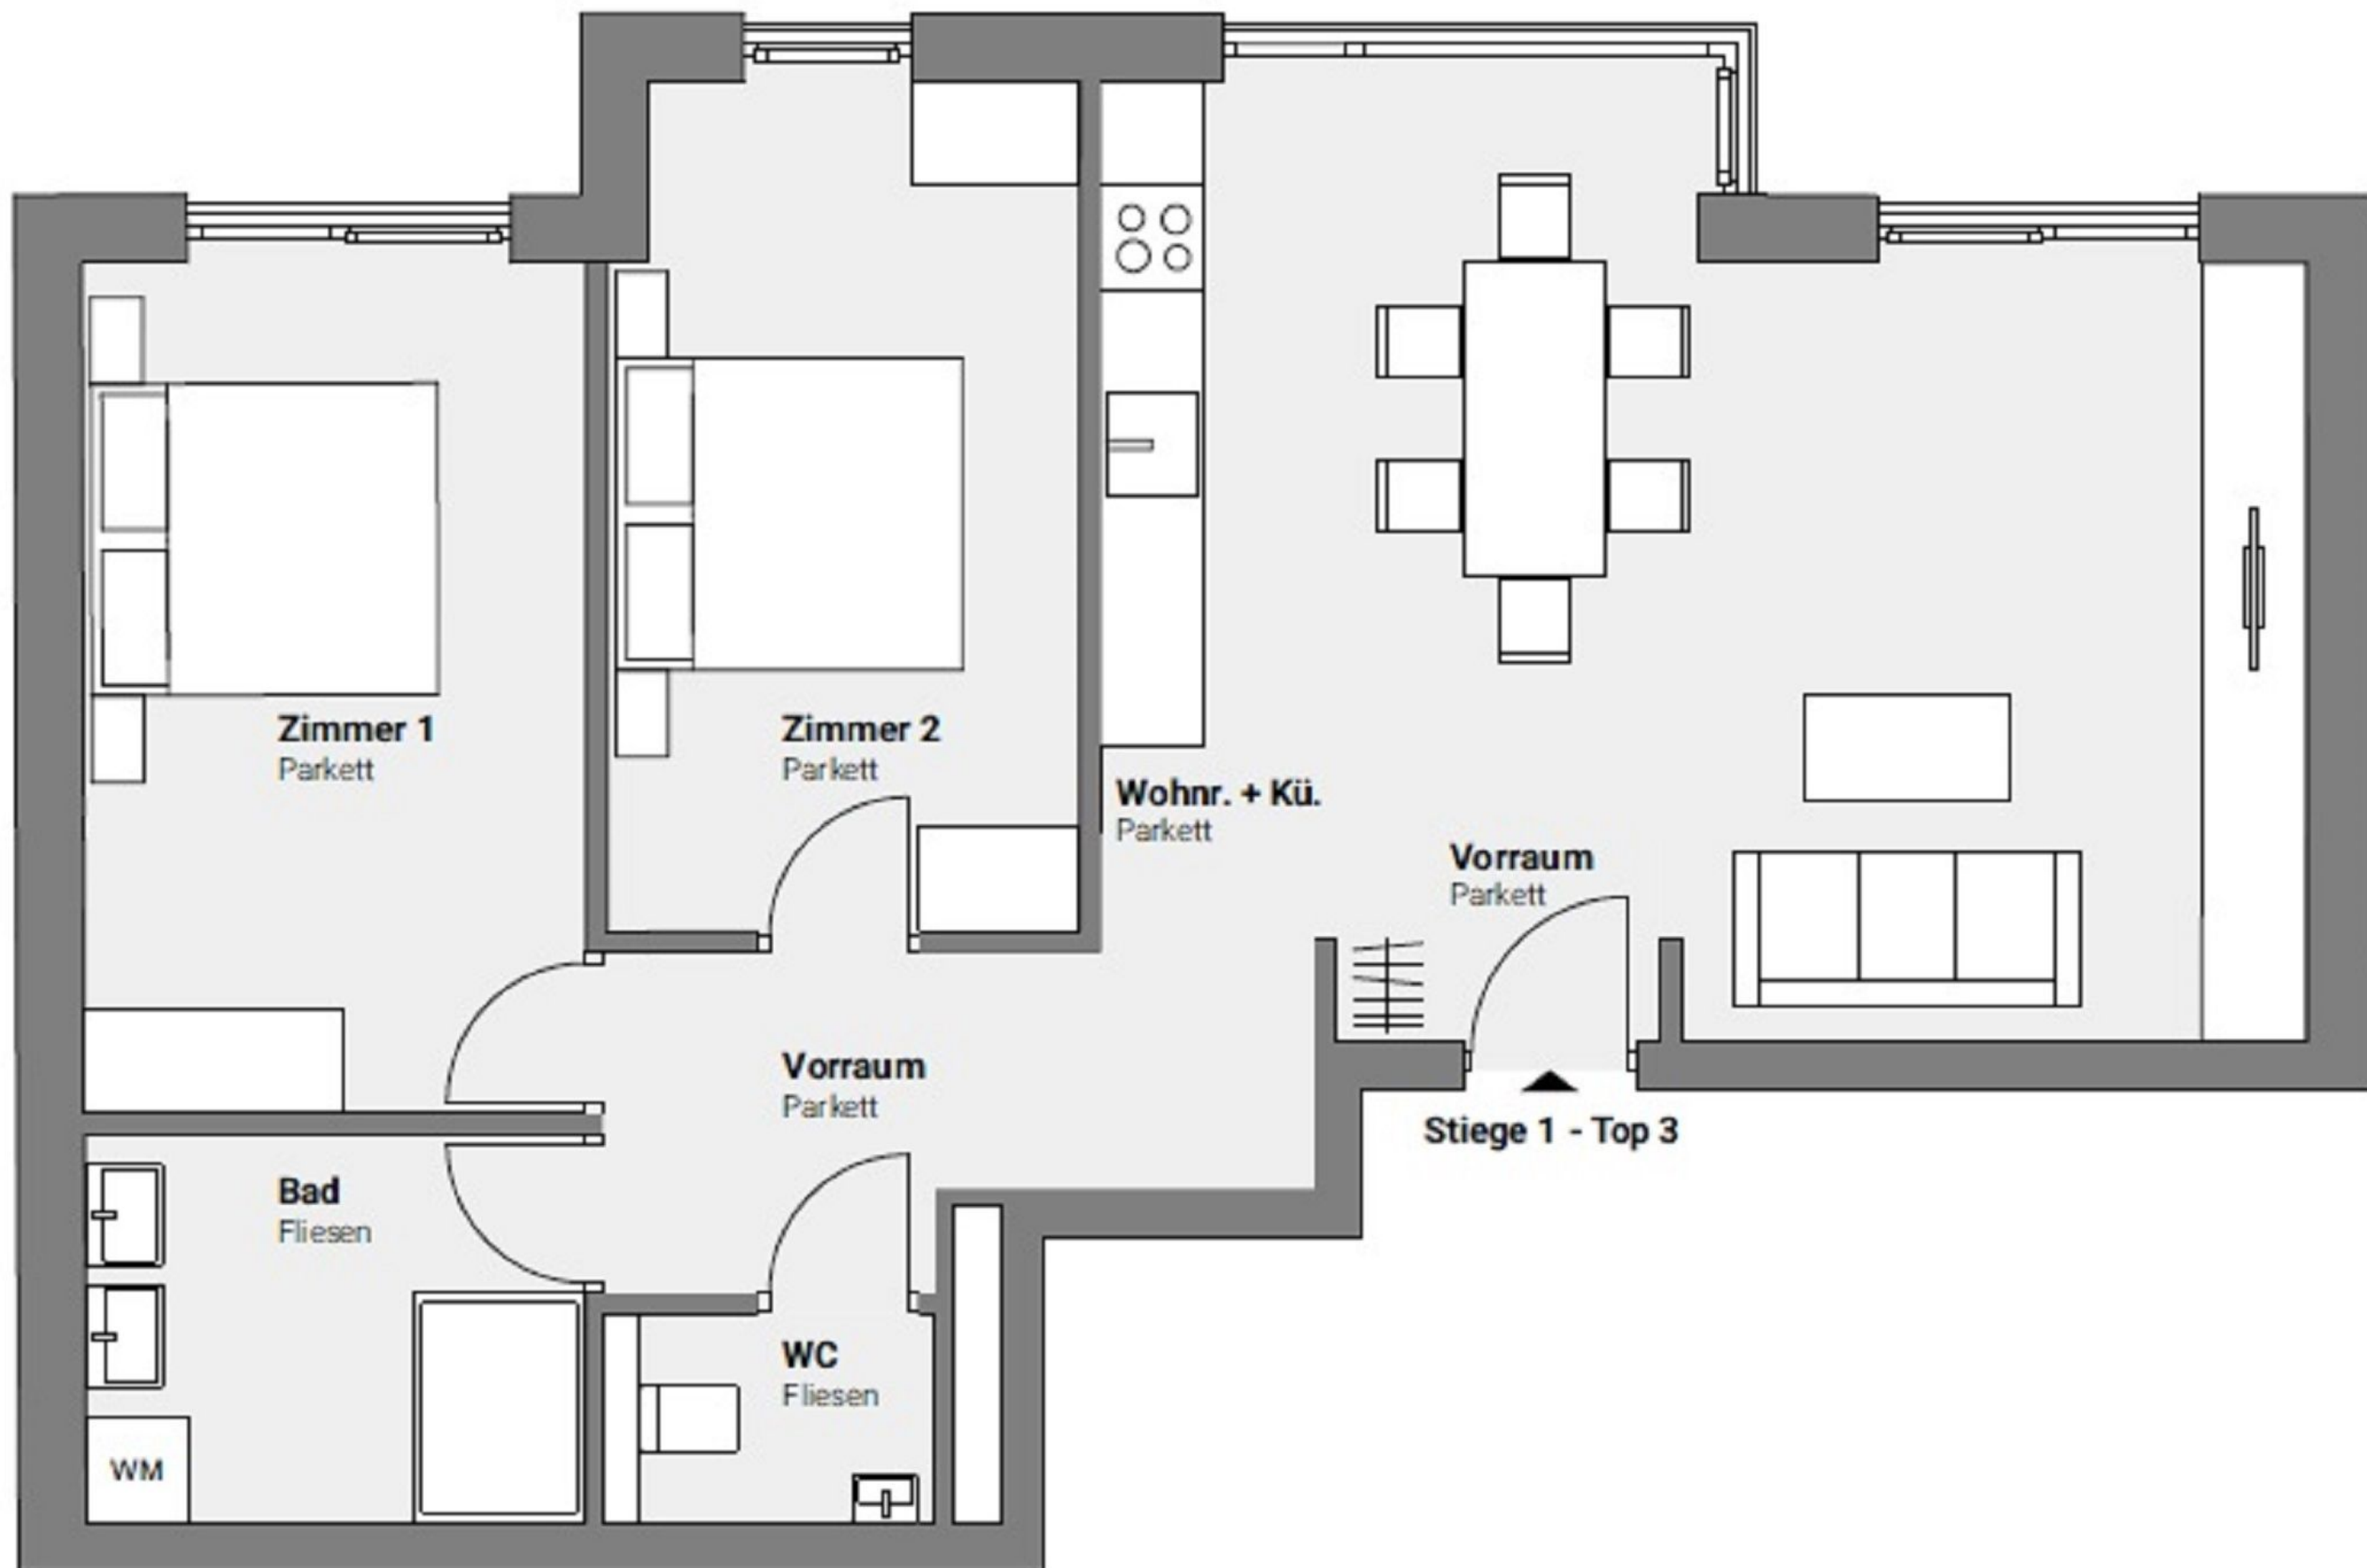 Zimmer 1
Parkett
Zimmer 2
Parkett
Wohnr. + Kü.
Parkett
Vorraum
Parkett
Vorraum
Parkett
Stiege 1 - Top 3
Bad
Fliesen
WC
Fliesen
WM